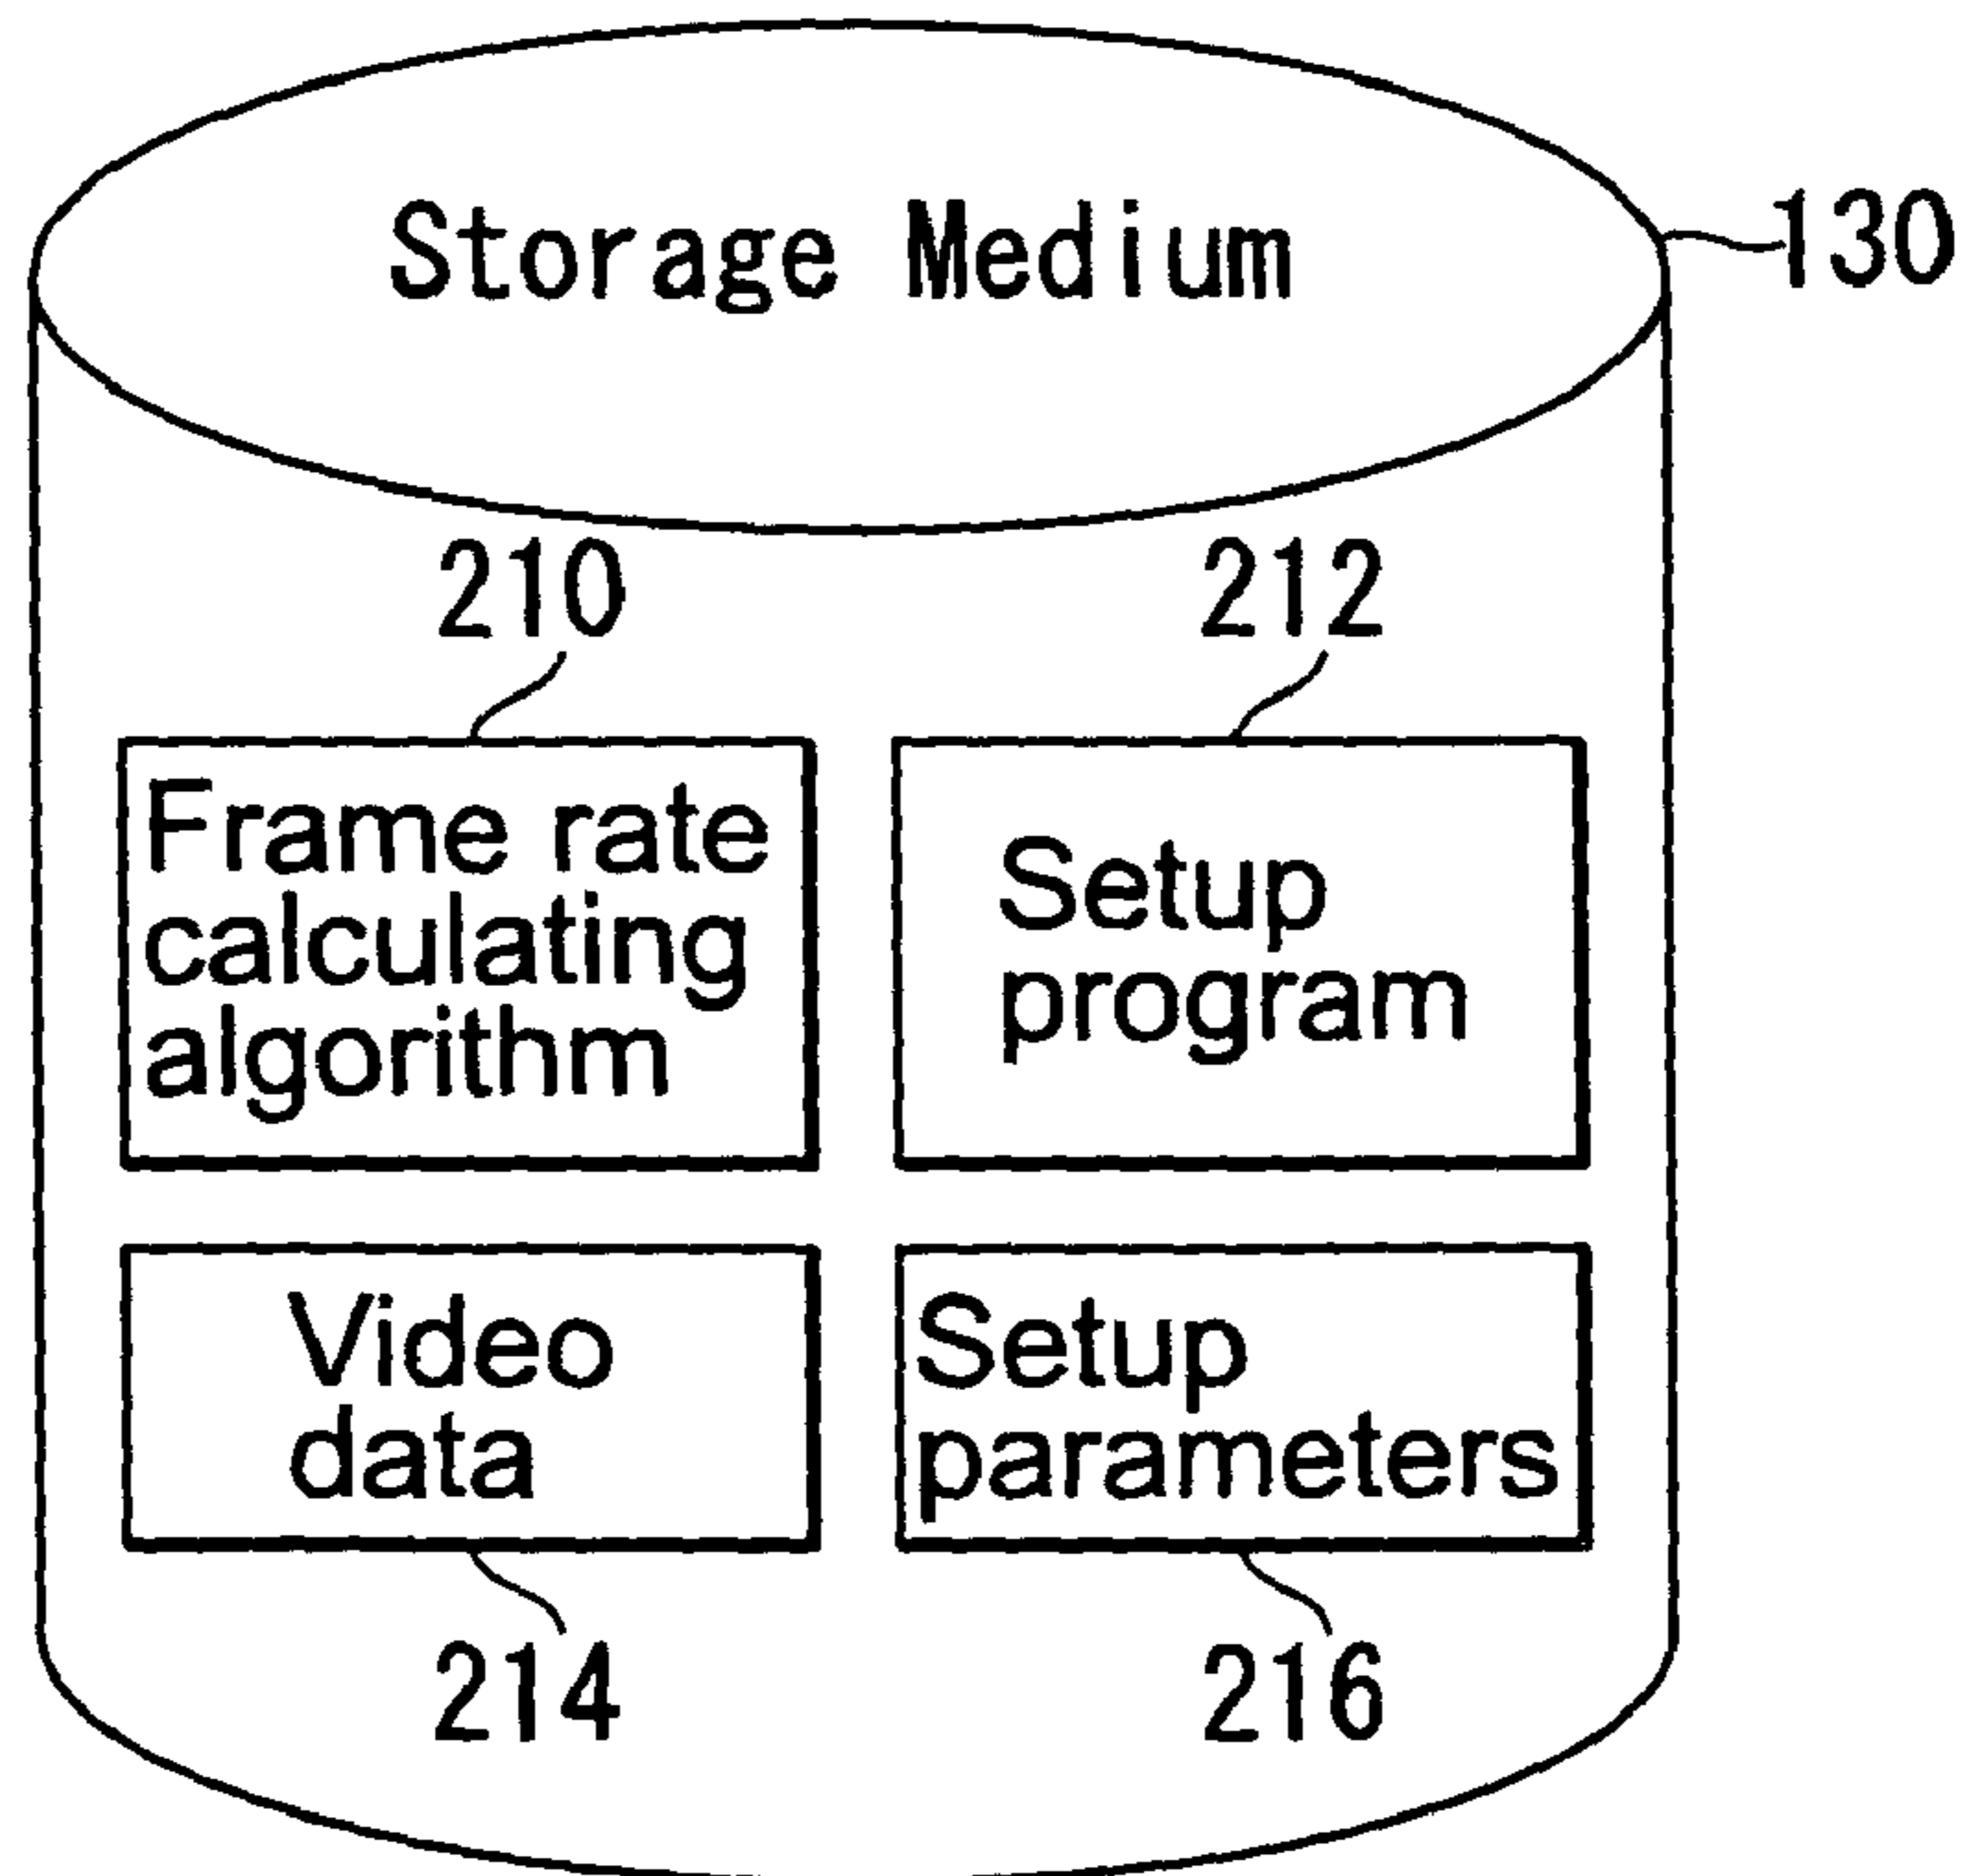 Storage Medium
130
210
212
Frame rate
calculating
algorithm
Setup
program
Video
data
Setup
parameters
214
216